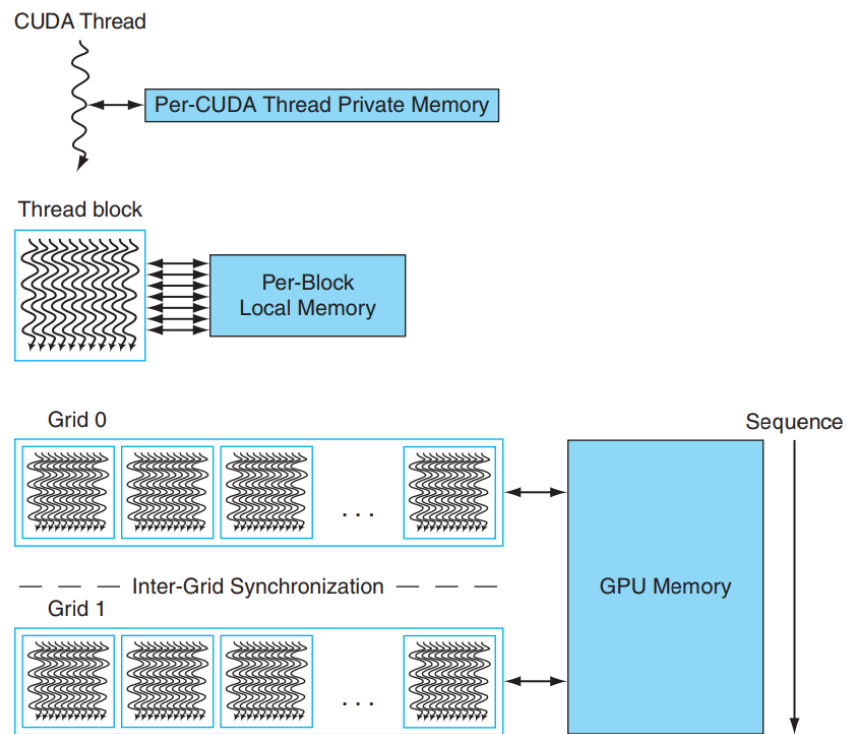 CUDA Thread
Per-CUDA Thread Private Memory
Thread block
Per-Block
Local Memory
Grid 0
Sequence
. . .
Inter-Grid Synchronization
GPU Memory
Grid 1
. . .